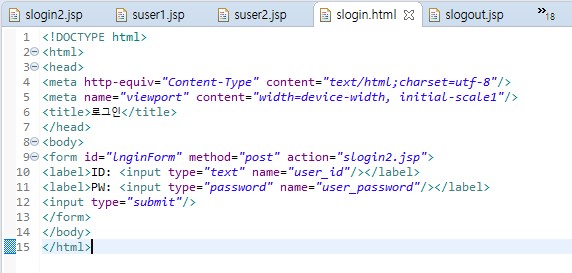 slogin2.jsp suser1.jsp suser2.jsp slogin.html slogout.jsp »18
1 <!DOCTYPE html>
2 <html>
3 <head>
4 <meta http-equiv="Content-Type" content="text/html;charset=utf-8"/>
5 <meta name="viewport" content="width=device-width, initial-scale1"/>
6 <title>로그인</title>
7 </head>
8 <body>
9 <form id="lnginForm" method="post" action="slogin2.jsp">
10 <label>ID: <input type="text" name="user_id"/></label>
11 <label>PW: <input type="password" name="user_password"/></label>
12 <input type="submit"/>
13 </form>
14 </body>
15 </html>